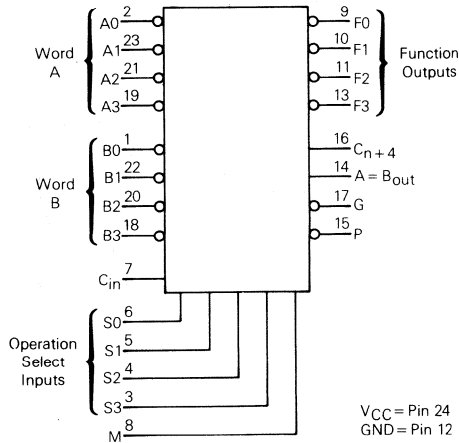 Word
A
A0 2
A1 23
A2 21
A3 19
Word
B
B0 1
B1 22
B2 20
B3 18
Cin 7
Operation
Select
Inputs
S0 6
S1 5
S2 4
S3 3
M 8
9 F0
10 F1
11 F2
13 F3
Function
Outputs
16 Cn+4
14 A=Bout
17 G
15 P
VCC = Pin 24
GND = Pin 12